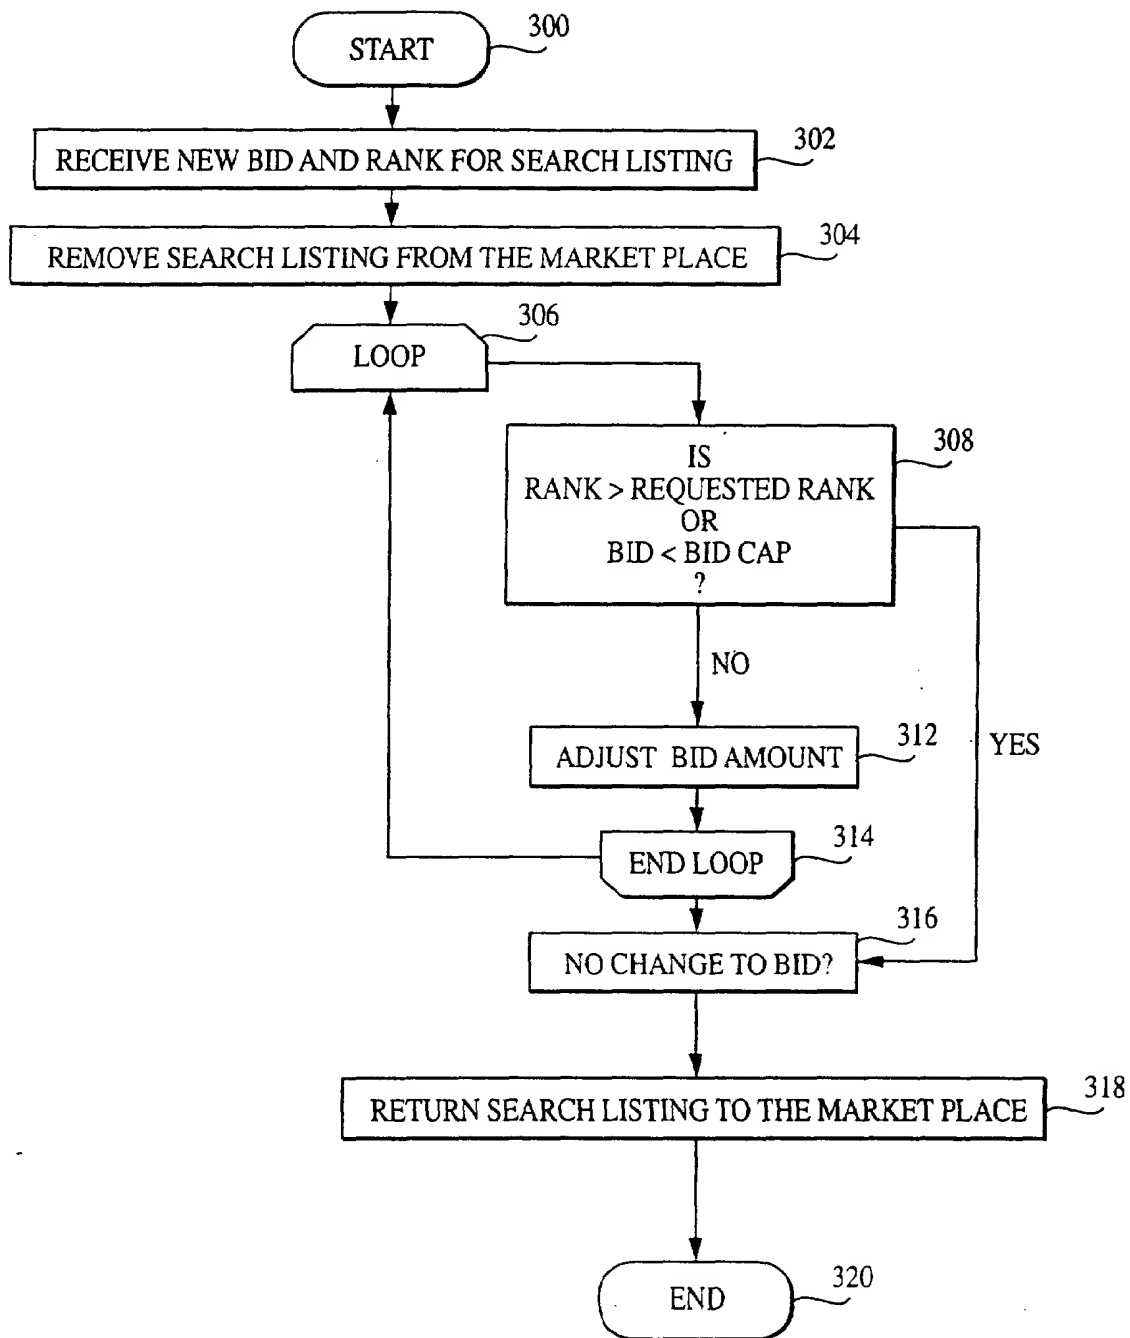 START
300
RECEIVE NEW BID AND RANK FOR SEARCH LISTING
302
REMOVE SEARCH LISTING FROM THE MARKET PLACE
304
LOOP
306
IS
RANK > REQUESTED RANK
OR
BID < BID CAP
?
308
NO
YES
ADJUST BID AMOUNT
312
END LOOP
314
NO CHANGE TO BID?
316
RETURN SEARCH LISTING TO THE MARKET PLACE
318
END
320